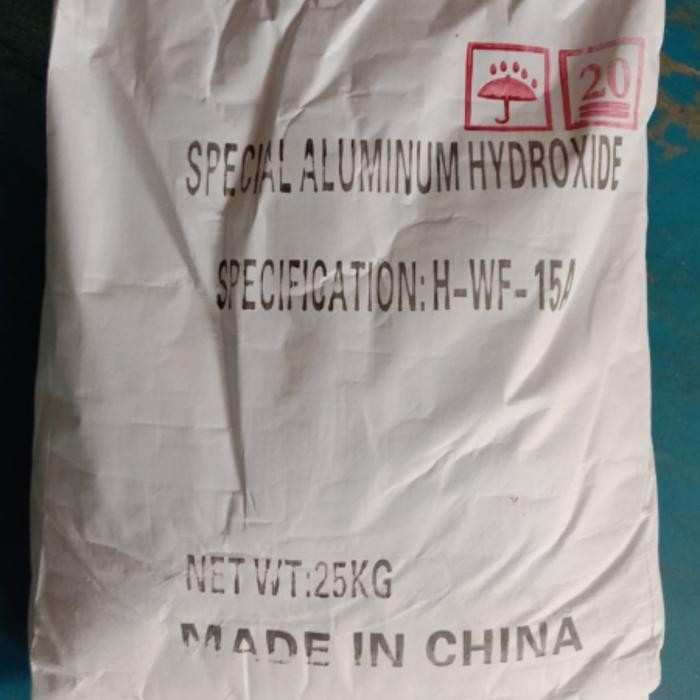 20
SPECIAL ALUMINUM HYDROXIDE
SPECIFICATION: H-WF-15A
NET WT:25KG
MADE IN CHINA